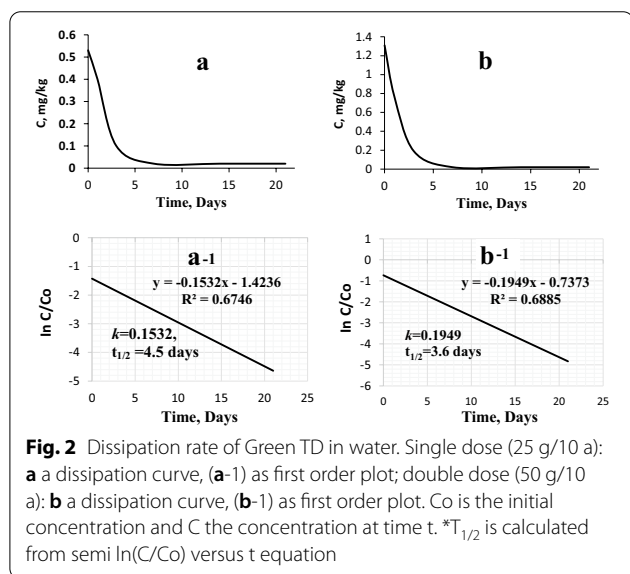 0.6
0.5
0.4
0.3
0.2
0.1
0
C, mg/kg
a
0 5 10 15 20
Time, Days
1.4
1.2
1
0.8
0.6
0.4
0.2
0
C, mg/kg
b
0 5 10 15 20
Time, Days
0
-1
-2
-3
-4
-5
ln C/Co
a-1
y = -0.1532x - 1.4236
R² = 0.6746
k=0.1532,
t1/2 =4.5 days
0 5 10 15 20 25
Time, Days
1
0
-1
-2
-3
-4
-5
-6
ln C/Co
b-1
y = -0.1949x - 0.7373
R² = 0.6885
k=0.1949
t1/2 =3.6 days
0 5 10 15 20 25
Time, Days
Fig. 2 Dissipation rate of Green TD in water. Single dose (25 g/10 a):
a a dissipation curve, (a-1) as first order plot; double dose (50 g/10
a): b a dissipation curve, (b-1) as first order plot. Co is the initial
concentration and C the concentration at time t. *T1/2 is calculated
from semi ln(C/Co) versus t equation